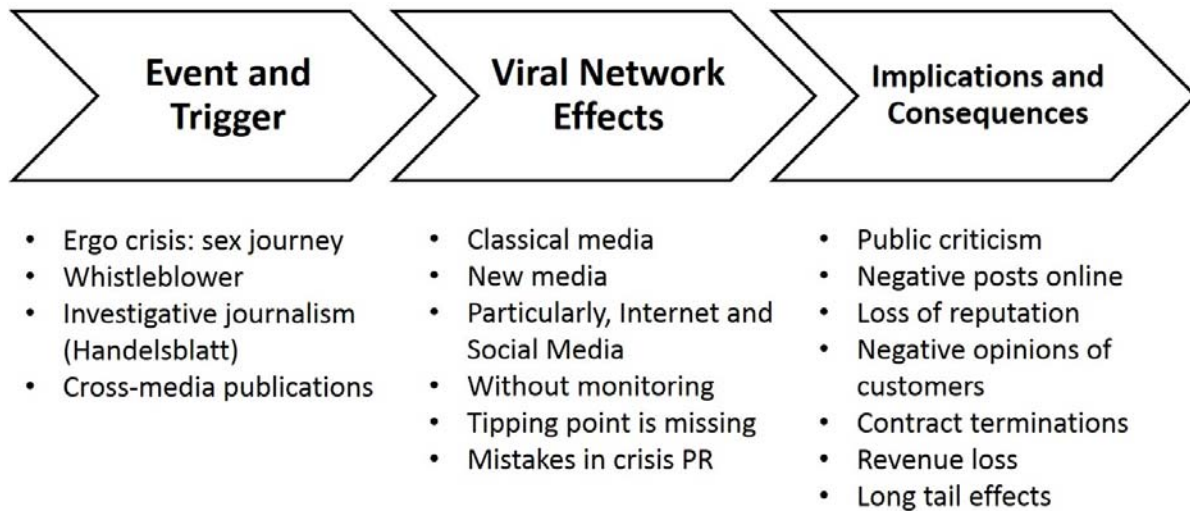 Event and
Trigger
Viral Network
Effects
Implications and
Consequences
• Ergo crisis: sex journey
• Whistleblower
• Investigative journalism
(Handelsblatt)
• Cross-media publications
• Classical media
• New media
• Particularly, Internet and
Social Media
• Without monitoring
• Tipping point is missing
• Mistakes in crisis PR
• Public criticism
• Negative posts online
• Loss of reputation
• Negative opinions of
customers
• Contract terminations
• Revenue loss
• Long tail effects